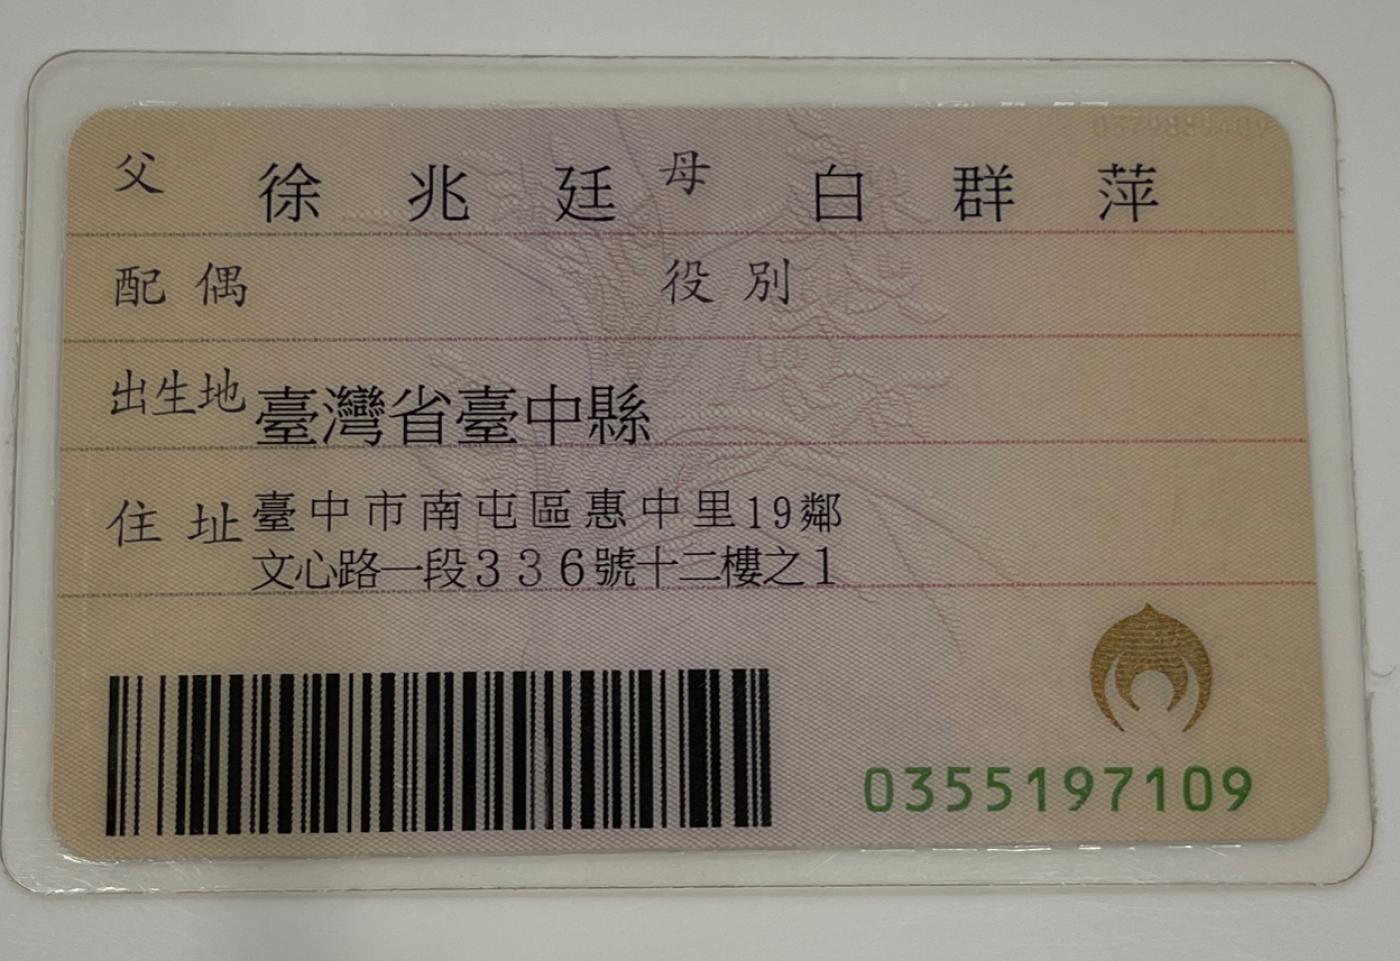 父 徐兆廷 母 白群萍
配偶 役別
出生地 臺灣省臺中縣
住址 臺中市南屯區惠中里19鄰
文心路一段336號十二樓之1
0355197109